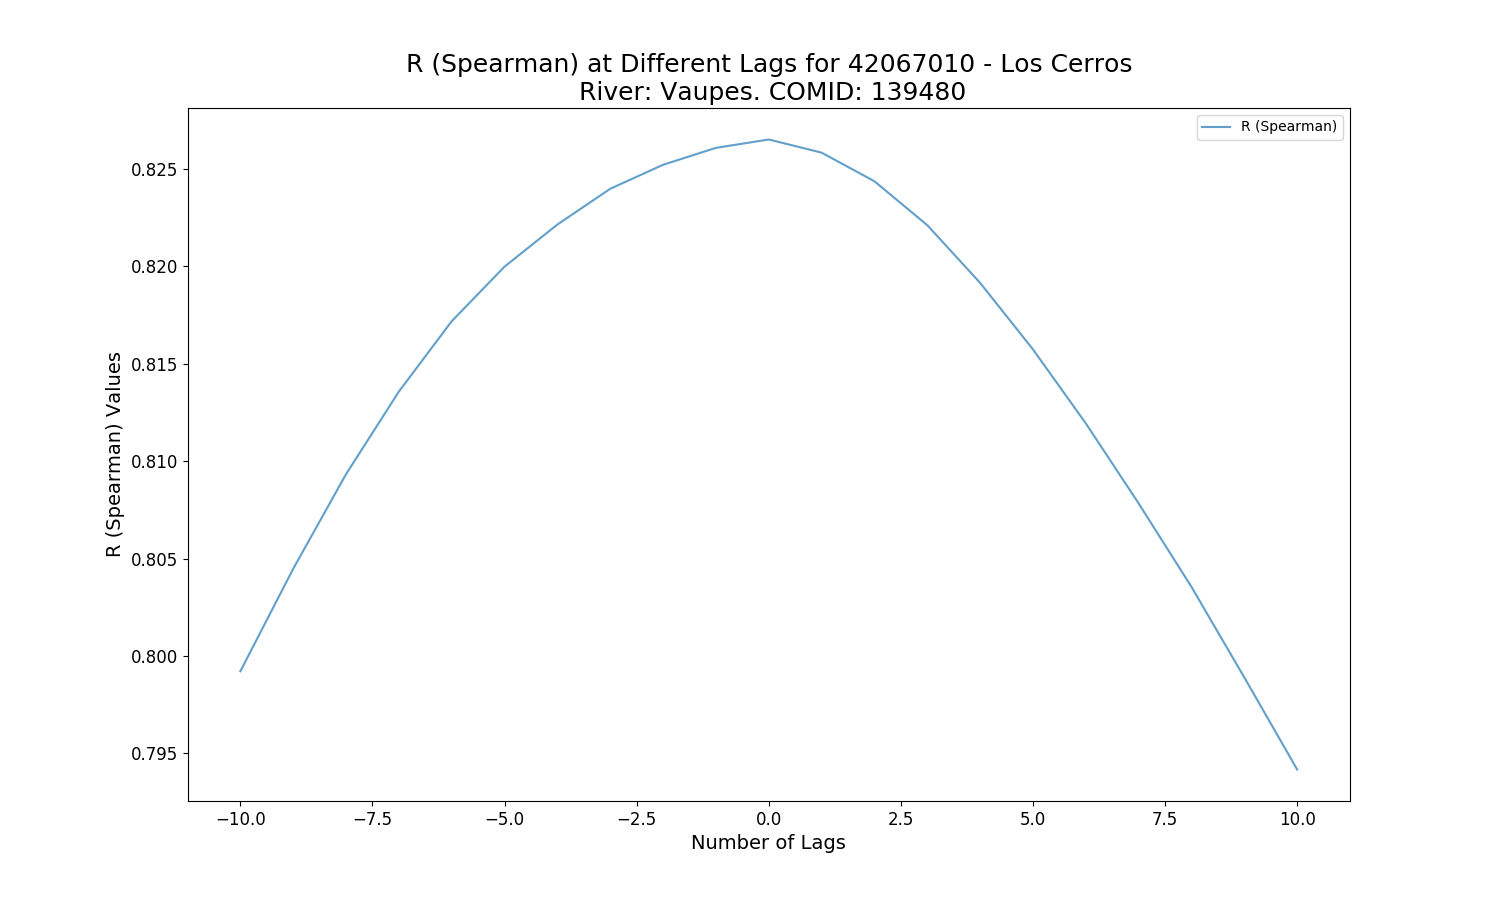 R (Spearman) at Different Lags for 42067010 - Los Cerros
River: Vaupes. COMID: 139480
R (Spearman)
0.825
0.820
0.815
0.810
0.805
0.800
0.795
R (Spearman) Values
−10.0 −7.5 −5.0 −2.5 0.0 2.5 5.0 7.5 10.0
Number of Lags